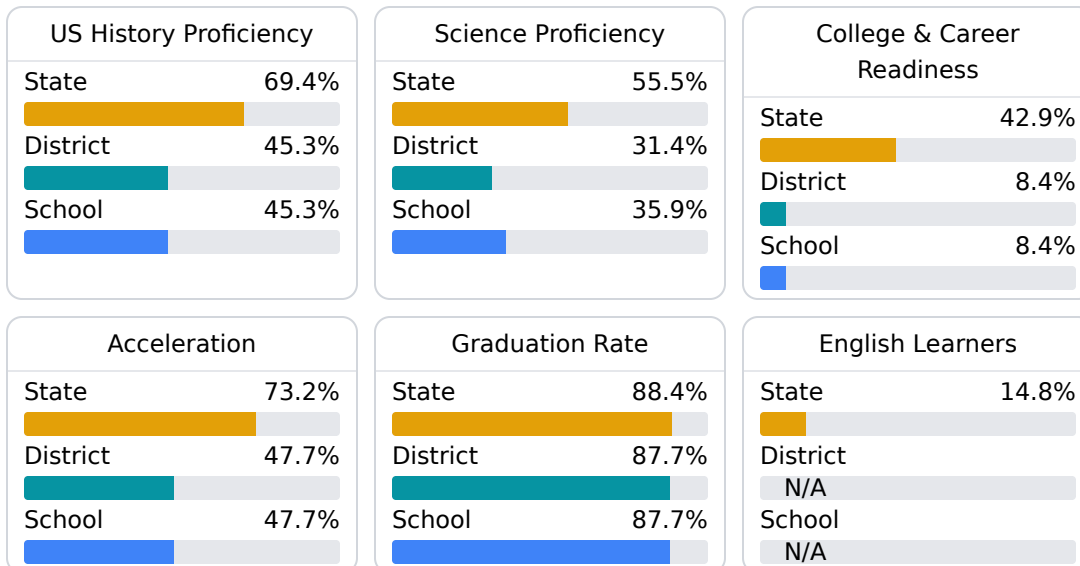 US History Proficiency
State 69.4%
District 45.3%
School 45.3%
Science Proficiency
State 55.5%
District 31.4%
School 35.9%
College & Career
Readiness
State 42.9%
District 8.4%
School 8.4%
Acceleration
State 73.2%
District 47.7%
School 47.7%
Graduation Rate
State 88.4%
District 87.7%
School 87.7%
English Learners
State 14.8%
District
N/A
School
N/A